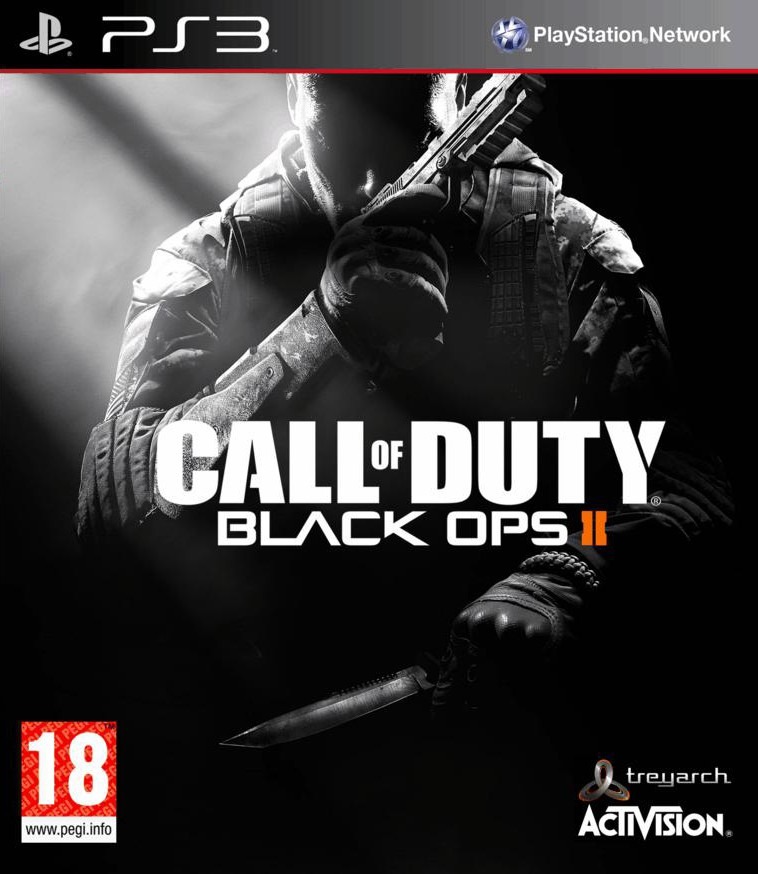 PS3
PlayStation®Network
CALL OF DUTY®
BLACK OPS II
18
www.pegi.info
treyarch
ACTIVISION®